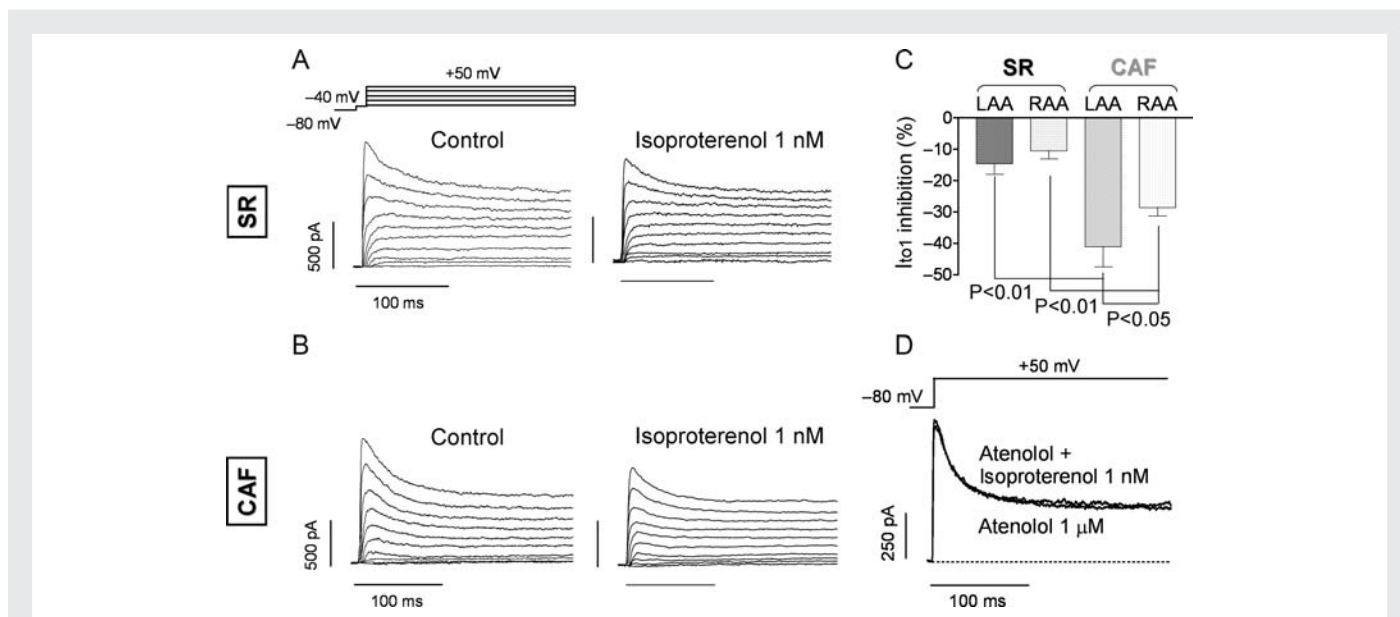 A
+50 mV
–40 mV
–80 mV
Control
Isoproterenol 1 nM
SR
500 pA
100 ms
B
Control
Isoproterenol 1 nM
CAF
500 pA
100 ms
C
SR CAF
LAA RAA LAA RAA
Ito1 inhibition (%)
0
–10
–20
–30
–40
–50
P<0.01
P<0.01
P<0.05
D
+50 mV
–80 mV
Atenolol +
Isoproterenol 1 nM
Atenolol 1 μM
250 pA
100 ms